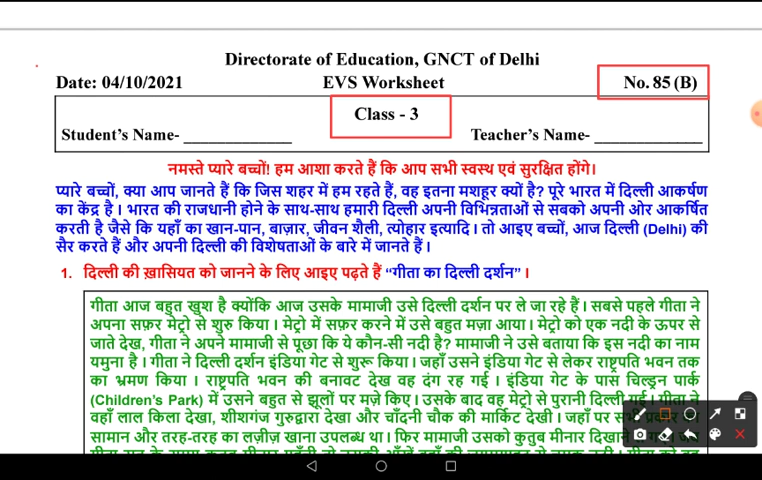 Directorate of Education, GNCT of Delhi
Date: 04/10/2021 EVS Worksheet No. 85 (B)
Class - 3
Student's Name- ____________ Teacher's Name- ____________
नमस्ते प्यारे बच्चों! हम आशा करते हैं कि आप सभी स्वस्थ एवं सुरक्षित होंगे।
प्यारे बच्चों, क्या आप जानते हैं कि जिस शहर में हम रहते हैं, वह इतना मशहूर क्यों है? पूरे भारत में दिल्ली आकर्षण
का केंद्र है। भारत की राजधानी होने के साथ-साथ हमारी दिल्ली अपनी विभिन्नताओं से सबको अपनी ओर आकर्षित
करती है जैसे कि यहाँ का खान-पान, बाज़ार, जीवन शैली, त्योहार इत्यादि। तो आइए बच्चों, आज दिल्ली (Delhi) की
सैर करते हैं और अपनी दिल्ली की विशेषताओं के बारे में जानते हैं।
1. दिल्ली की ख़ासियत को जानने के लिए आइए पढ़ते हैं “गीता का दिल्ली दर्शन”।
गीता आज बहुत खुश है क्योंकि आज उसके मामाजी उसे दिल्ली दर्शन पर ले जा रहे हैं। सबसे पहले गीता ने
अपना सफ़र मेट्रो से शुरु किया। मेट्रो में सफ़र करने में उसे बहुत मज़ा आया। मेट्रो को एक नदी के ऊपर से
जाते देख, गीता ने अपने मामाजी से पूछा कि ये कौन-सी नदी है? मामाजी ने उसे बताया कि इस नदी का नाम
यमुना है। गीता ने दिल्ली दर्शन इंडिया गेट से शुरू किया। जहाँ उसने इंडिया गेट से लेकर राष्ट्रपति भवन तक
का भ्रमण किया। राष्ट्रपति भवन की बनावट देख वह दंग रह गई। इंडिया गेट के पास चिल्ड्रन पार्क
(Children's Park) में उसने बहुत से झूलों पर मज़े किए। उसके बाद वह मेट्रो से पुरानी दिल्ली गई। गीता ने
वहाँ लाल किला देखा, शीशगंज गुरुद्वारा देखा और चाँदनी चौक की मार्किट देखी। जहाँ पर सभी प्रकार
सामान और तरह-तरह का लज़ीज़ खाना उपलब्ध था। फिर मामाजी उसको कुतुब मीनार दिखाने